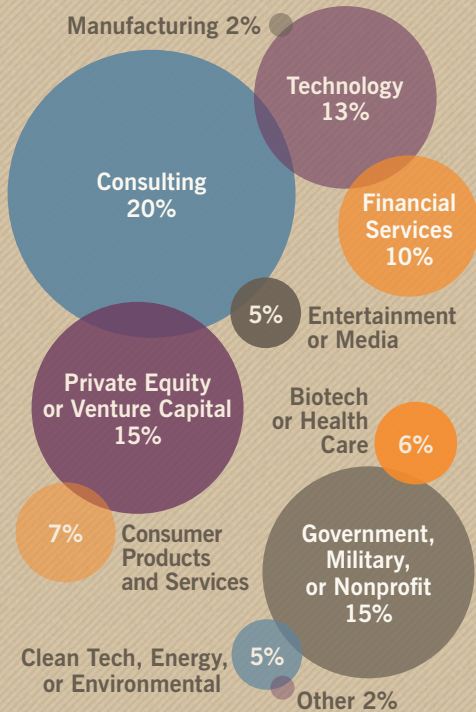 Manufacturing 2%
Technology
13%
Consulting
20%
Financial
Services
10%
5%
Entertainment
or Media
Private Equity
or Venture Capital
15%
Biotech
or Health
Care
6%
7%
Consumer
Products
and Services
Government,
Military,
or Nonprofit
15%
Clean Tech, Energy,
or Environmental
5%
Other 2%